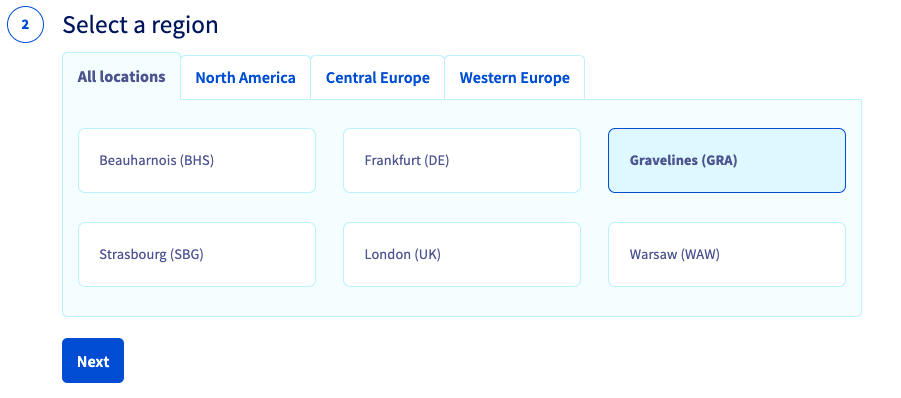 2 Select a region
All locations North America Central Europe Western Europe
Beauharnois (BHS) Frankfurt (DE) Gravelines (GRA)
Strasbourg (SBG) London (UK) Warsaw (WAW)
Next